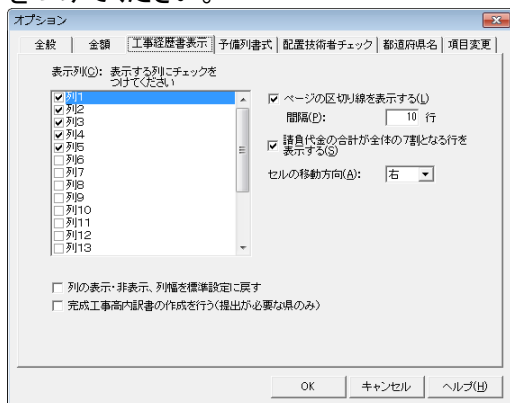 をつけてください。
オプション
全般 金額 工事経歴書表示 予備列書式 配置技術者チェック 都道府県名 項目変更
表示列(C): 表示する列にチェックを
つけてください
列1
列2
列3
列4
列5
列6
列7
列8
列9
列10
列11
列12
列13
ページの区切り線を表示する(L)
間隔(P): 10 行
請負代金の合計が全体の7割となる行を
表示する(S)
セルの移動方向(A): 右
列の表示・非表示、列幅を標準設定に戻す
完成工事高内訳書の作成を行う(提出が必要な県のみ)
OK キャンセル ヘルプ(H)